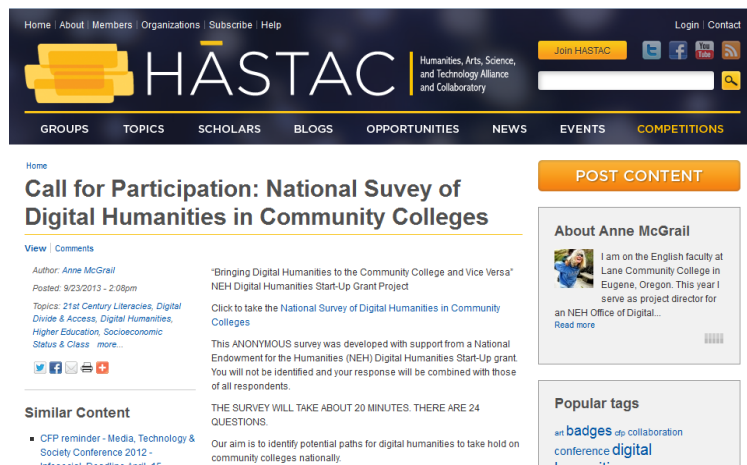 Home | About | Members | Organizations | Subscribe | Help
Login | Contact
HASTAC
Humanities, Arts, Science,
and Technology Alliance
and Collaboratory
Join HASTAC
You
Tube
GROUPS TOPICS SCHOLARS BLOGS OPPORTUNITIES NEWS EVENTS COMPETITIONS
Home
Call for Participation: National Suvey of
Digital Humanities in Community Colleges
View | Comments
Author: Anne McGrail
Posted: 9/23/2013 - 2:08pm
Topics: 21st Century Literacies, Digital
Divide & Access, Digital Humanities,
Higher Education, Socioeconomic
Status & Class more...
Similar Content
CFP reminder - Media, Technology &
Society Conference 2012 -
Infosocial, Deadline April 15
"Bringing Digital Humanities to the Community College and Vice Versa"
NEH Digital Humanities Start-Up Grant Project
Click to take the National Survey of Digital Humanities in Community
Colleges
This ANONYMOUS survey was developed with support from a National
Endowment for the Humanities (NEH) Digital Humanities Start-Up grant.
You will not be identified and your response will be combined with those
of all respondents.
THE SURVEY WILL TAKE ABOUT 20 MINUTES. THERE ARE 24
QUESTIONS.
Our aim is to identify potential paths for digital humanities to take hold on
community colleges nationally.
POST CONTENT
About Anne McGrail
I am on the English faculty at
Lane Community College in
Eugene, Oregon. This year I
serve as project director for
an NEH Office of Digital...
Read more
Popular tags
art badges cfp collaboration
conference digital